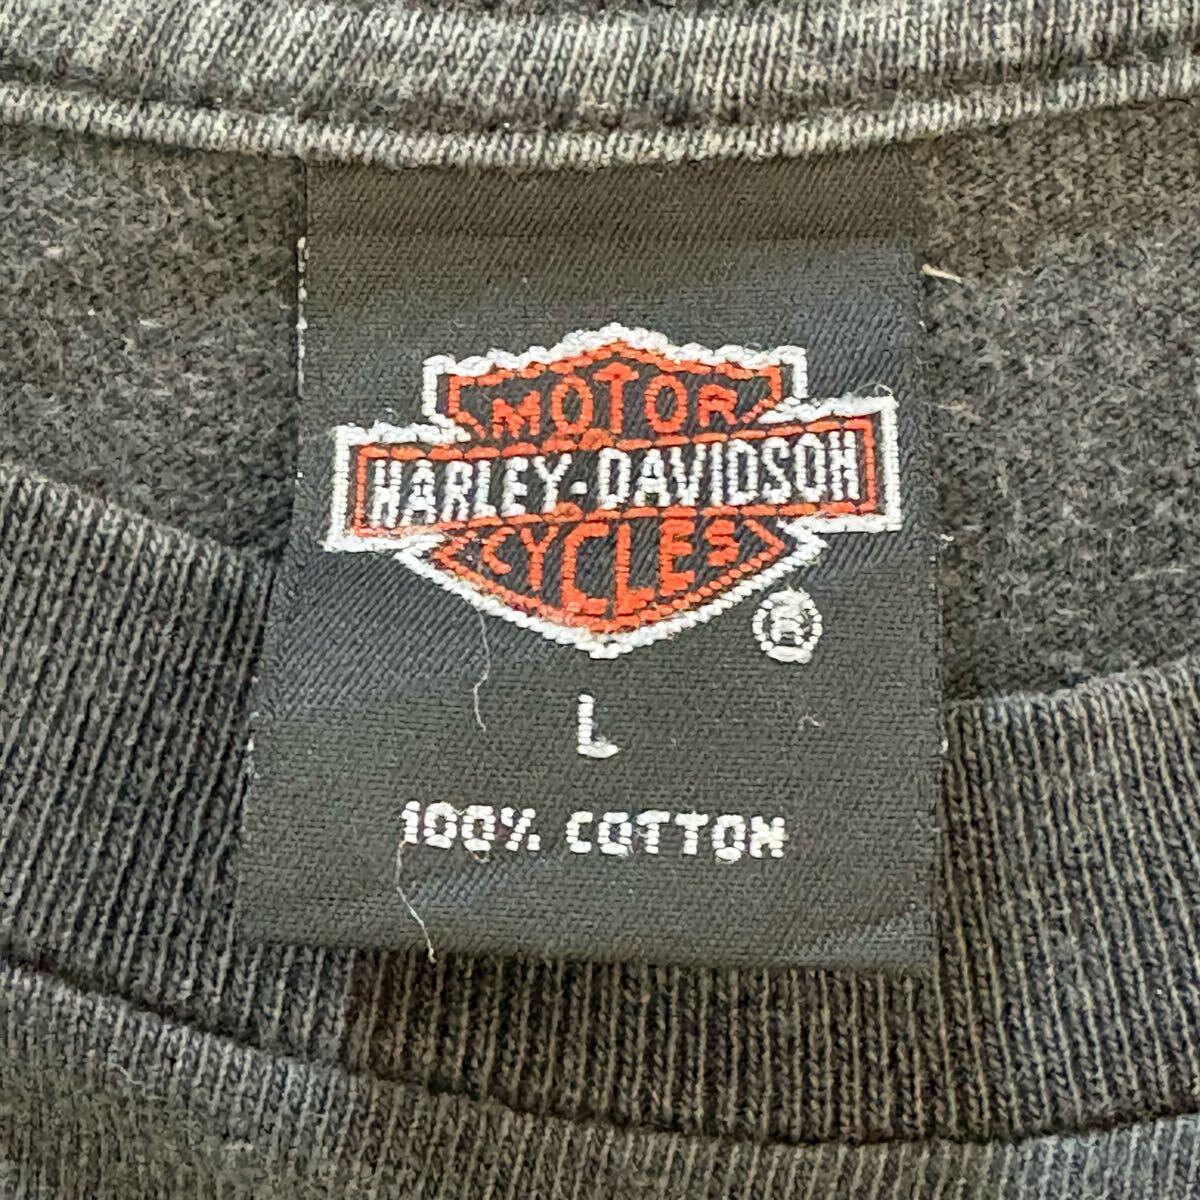 MOTOR
HARLEY-DAVIDSON
CYCLES
®
L
100% COTTON